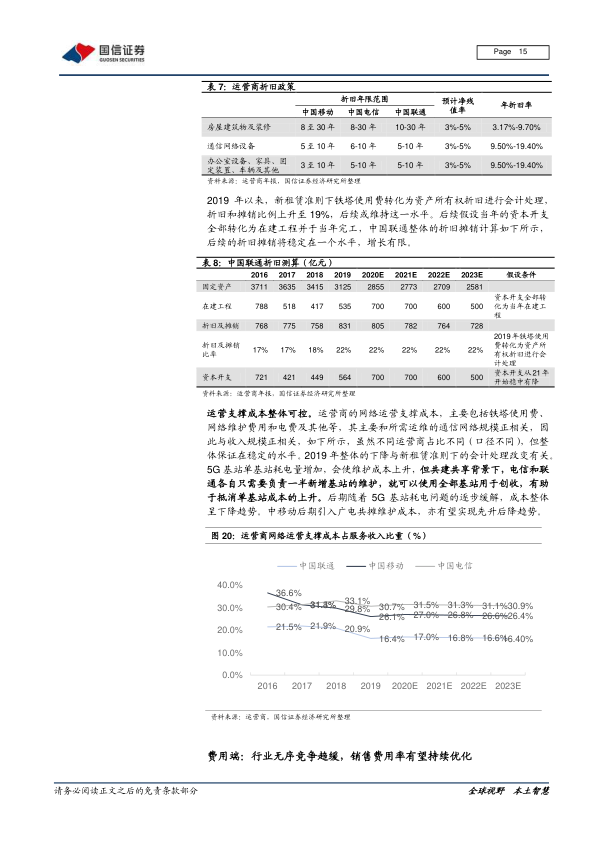 国信证券
GUOSEN SECURITIES
Page 15
表 7：运营商折旧政策
折旧年限范围 预计净残值率 年折旧率
中国移动 中国电信 中国联通
房屋建筑物及装修 8 至 30 年 8-30 年 10-30 年 3%-5% 3.17%-9.70%
通信网络设备 5 至 10 年 6-10 年 5-10 年 3%-5% 9.50%-19.40%
办公室设备、家具、固定装置、车辆及其他 3 至 10 年 5-10 年 5-10 年 3%-5% 9.50%-19.40%
资料来源：运营商年报，国信证券经济研究所整理
2019 年以来，新租赁准则下铁塔使用费转化为资产所有权折旧进行会计处理，
折旧和摊销比例上升至 19%，后续或维持这一水平。后续假设当年的资本开支
全部转化为在建工程并于当年完工，中国联通整体的折旧摊销计算如下所示，
后续的折旧摊销将稳定在一个水平，增长有限。
表 8：中国联通折旧测算（亿元）
2016 2017 2018 2019 2020E 2021E 2022E 2023E 假设条件
固定资产 3711 3635 3415 3125 2855 2773 2709 2581
在建工程 788 518 417 535 700 700 600 500 资本开支全部转化为当年在建工程
折旧及摊销 768 775 758 831 805 782 764 728
折旧及摊销比率 17% 17% 18% 22% 22% 22% 22% 22% 2019 年铁塔使用费转化为资产所有权折旧进行会计处理
资本开支 721 421 449 564 700 700 600 500 资本开支从 21 年开始稳中有降
资料来源：运营商年报，国信证券经济研究所整理
运营支撑成本整体可控。运营商的网络运营支撑成本，主要包括铁塔使用费、
网络维护费用和电费及其他等，其主要和所需运维的通信网络规模正相关，因
此与收入规模正相关，如下所示，虽然不同运营商占比不同（口径不同），但整
体保证在稳定的水平。2019 年整体的下降与新租赁准则下的会计处理改变有关。
5G 基站单基站耗电量增加，会使维护成本上升，但共建共享背景下，电信和联
通各自只需要负责一半新增基站的维护，就可以使用全部基站用于创收，有助
于抵消单基站成本的上升。后期随着 5G 基站耗电问题的逐步缓解，成本整体
呈下降趋势。中移动后期引入广电共摊维护成本，亦有望实现先升后降趋势。
图 20：运营商网络运营支撑成本占服务收入比重（%）
中国联通 中国移动 中国电信
40.0%
30.0%
20.0%
10.0%
0.0%
36.6%
30.4% 31.3% 33.1% 29.8% 30.7% 31.5% 31.3% 31.1% 30.9%
26.1% 27.0% 26.8% 26.6% 26.4%
21.5% 21.9% 20.9% 16.4% 17.0% 16.8% 16.6% 16.40%
2016 2017 2018 2019 2020E 2021E 2022E 2023E
资料来源：运营商，国信证券经济研究所整理
费用端：行业无序竞争趋缓，销售费用率有望持续优化
请务必阅读正文之后的免责条款部分
全球视野 本土智慧